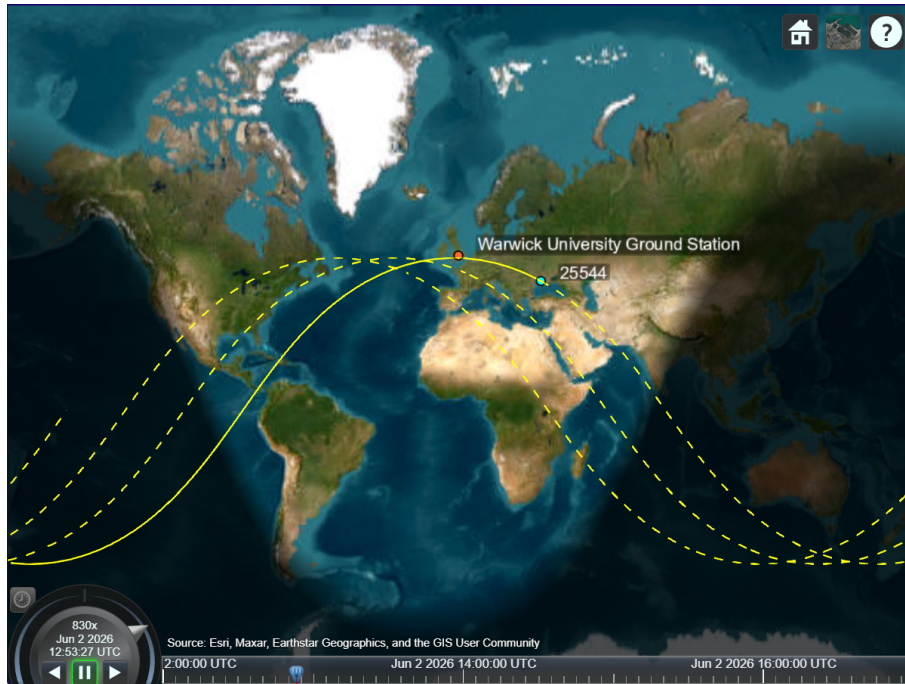 ?
Warwick University Ground Station
25544
830x
Jun 2 2026
12:53:27 UTC
Source: Esri, Maxar, Earthstar Geographics, and the GIS User Community
2:00:00 UTC
Jun 2 2026 14:00:00 UTC
Jun 2 2026 16:00:00 UTC